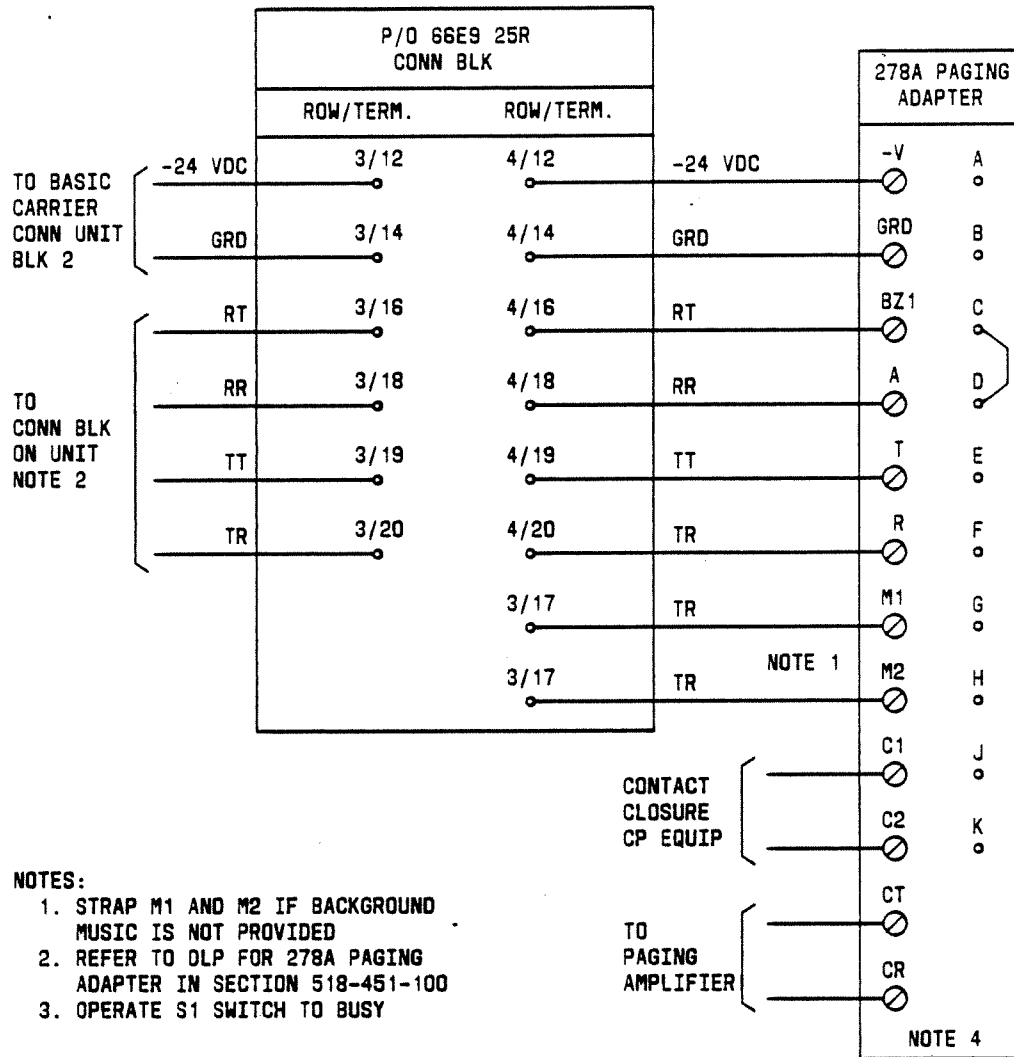 P/O 66E9 25R
CONN BLK
ROW/TERM. ROW/TERM.
278A PAGING
ADAPTER
TO BASIC
CARRIER
CONN UNIT
BLK 2
-24 VDC 3/12 4/12 -24 VDC -V A
GRD 3/14 4/14 GRD GRD B
TO
CONN BLK
ON UNIT
NOTE 2
RT 3/16 4/16 RT BZ1 C
RR 3/18 4/18 RR A D
TT 3/19 4/19 TT T E
TR 3/20 4/20 TR R F
3/17 TR M1 G
NOTE 1
3/17 TR M2 H
CONTACT
CLOSURE
CP EQUIP
C1 J
C2 K
TO
PAGING
AMPLIFIER
CT
CR
NOTE 4
NOTES:
1. STRAP M1 AND M2 IF BACKGROUND
MUSIC IS NOT PROVIDED
2. REFER TO DLP FOR 278A PAGING
ADAPTER IN SECTION 518-451-100
3. OPERATE S1 SWITCH TO BUSY